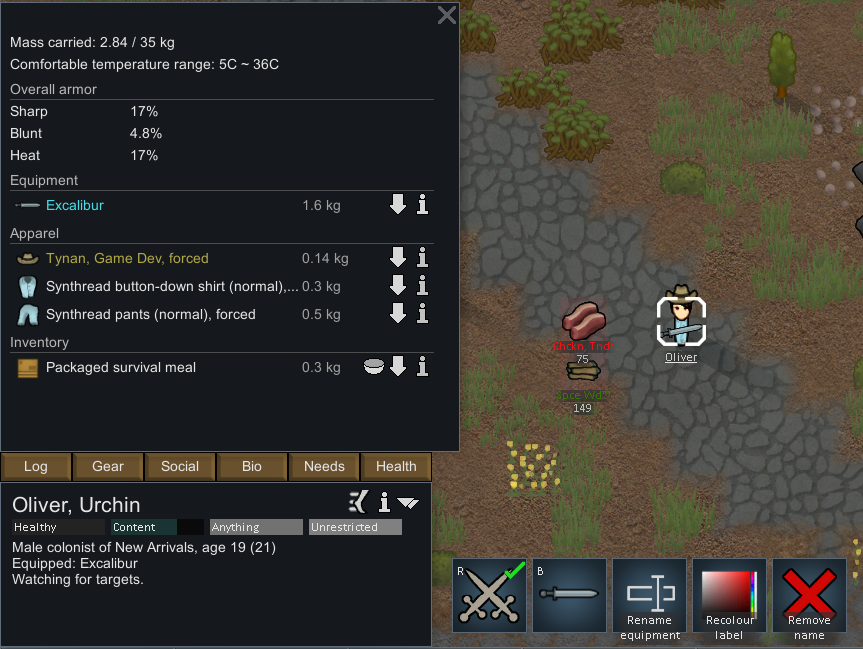 Mass carried: 2.84 / 35 kg
Comfortable temperature range: 5C ~ 36C
Overall armor
Sharp 17%
Blunt 4.8%
Heat 17%
Equipment
Excalibur 1.6 kg
Apparel
Tynan, Game Dev, forced 0.14 kg
Synthread button-down shirt (normal),... 0.3 kg
Synthread pants (normal), forced 0.5 kg
Inventory
Packaged survival meal 0.3 kg
Log Gear Social Bio Needs Health
Oliver, Urchin
Healthy Content Anything Unrestricted
Male colonist of New Arrivals, age 19 (21)
Equipped: Excalibur
Watching for targets.
Chckn. Tndr
75
Spce Wd
149
Oliver
R
B
Rename
equipment
Recolour
label
Remove
name